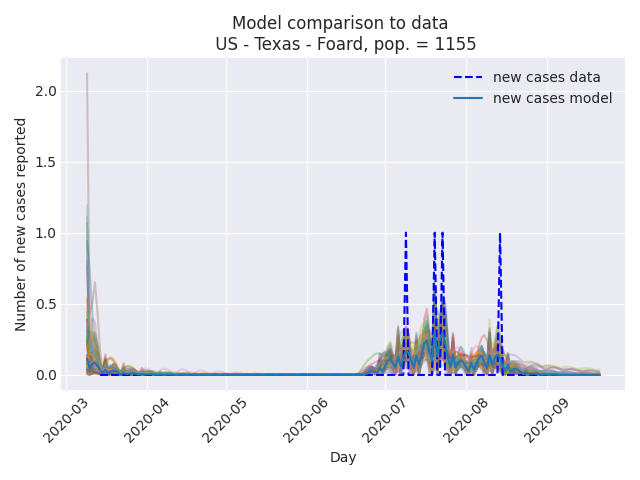 Model comparison to data
US - Texas - Foard, pop. = 1155
new cases data
new cases model
Number of new cases reported
2.0
1.5
1.0
0.5
0.0
2020-03
2020-04
2020-05
2020-06
2020-07
2020-08
2020-09
Day